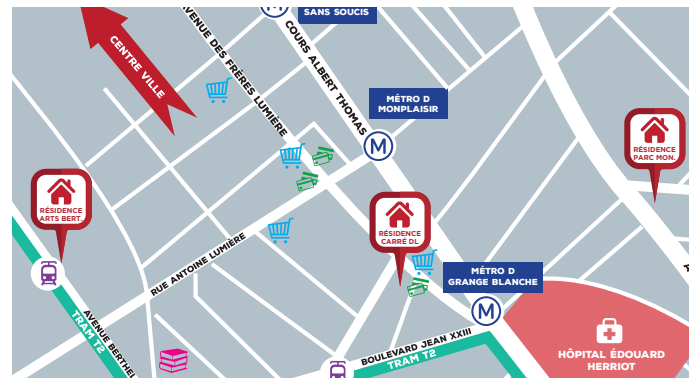 SANS SOUCIS
AVENUE DES FRÈRES LUMIÈRE
COURS ALBERT THOMAS
CENTRE VILLE
MÉTRO D
MONPLAISIR
M
RÉSIDENCE
PARC MON.
RÉSIDENCE
ARTS BERT.
RÉSIDENCE
CARRÉ DL
RUE ANTOINE LUMIÈRE
MÉTRO D
GRANGE BLANCHE
M
AVENUE BERTHEL
TRAM T2
BOULEVARD JEAN XXIII
TRAM T2
HÔPITAL ÉDOUARD
HERRIOT